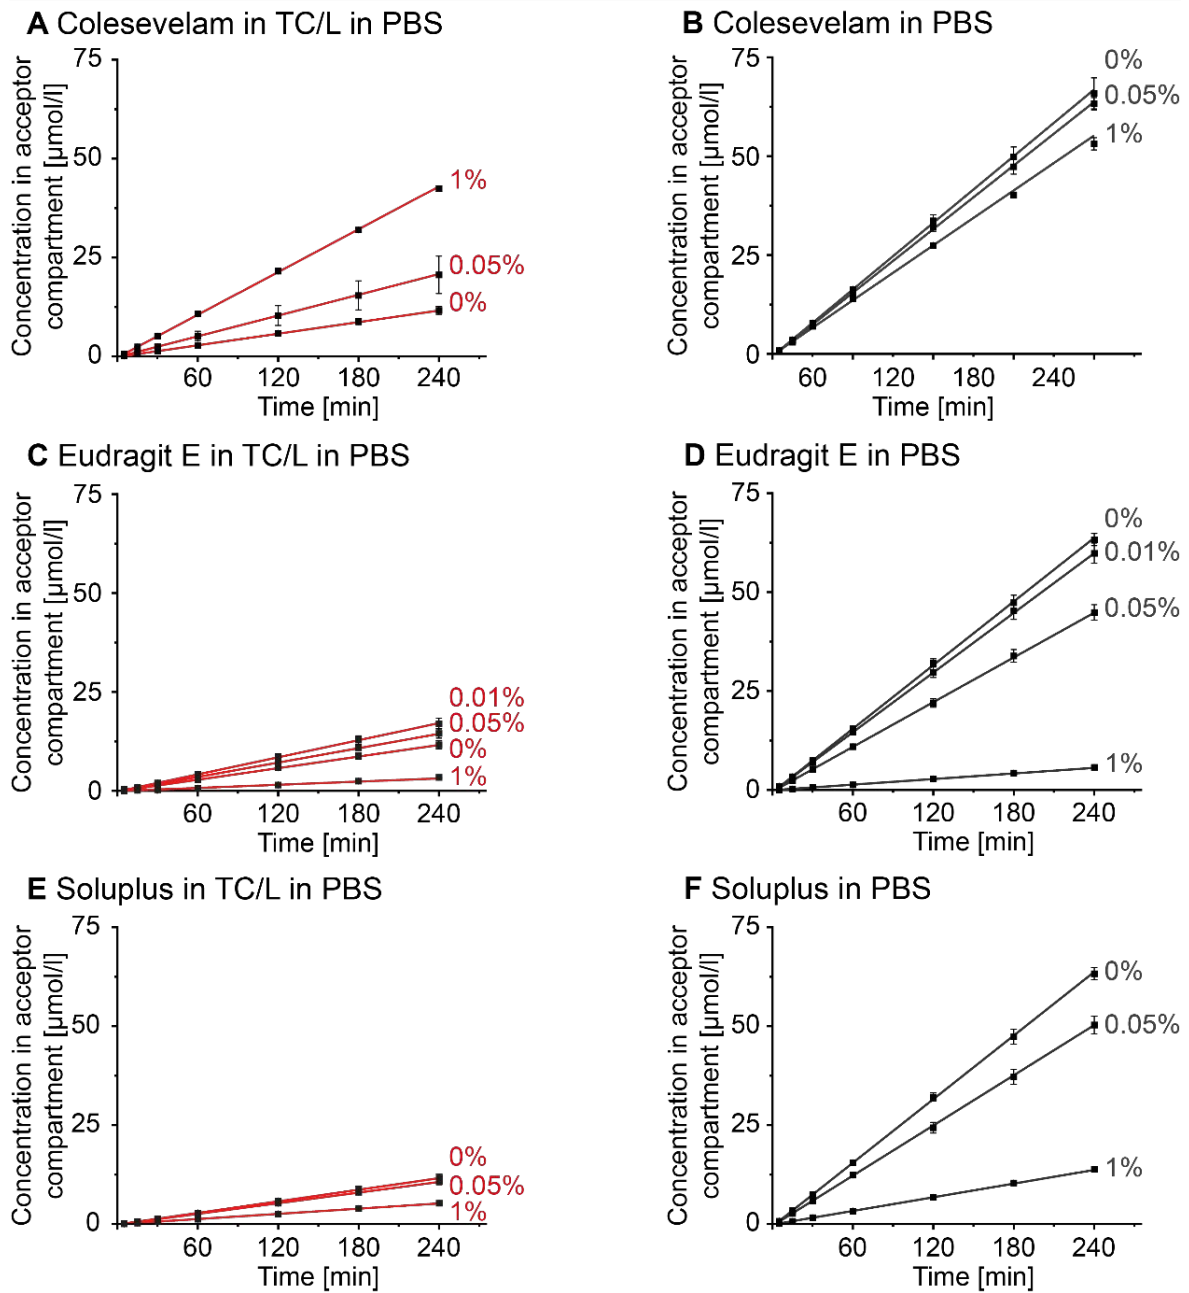 A Colesevelam in TC/L in PBS
Concentration in acceptor
compartment [µmol/l]
75
50
25
0
1%
0.05%
0%
60 120 180 240
Time [min]
B Colesevelam in PBS
Concentration in acceptor
compartment [µmol/l]
75
50
25
0
0%
0.05%
1%
60 120 180 240
Time [min]
C Eudragit E in TC/L in PBS
Concentration in acceptor
compartment [µmol/l]
75
50
25
0
0.01%
0.05%
0%
1%
60 120 180 240
Time [min]
D Eudragit E in PBS
Concentration in acceptor
compartment [µmol/l]
75
50
25
0
0%
0.01%
0.05%
1%
60 120 180 240
Time [min]
E Soluplus in TC/L in PBS
Concentration in acceptor
compartment [µmol/l]
75
50
25
0
0%
0.05%
1%
60 120 180 240
Time [min]
F Soluplus in PBS
Concentration in acceptor
compartment [µmol/l]
75
50
25
0
0%
0.05%
1%
60 120 180 240
Time [min]